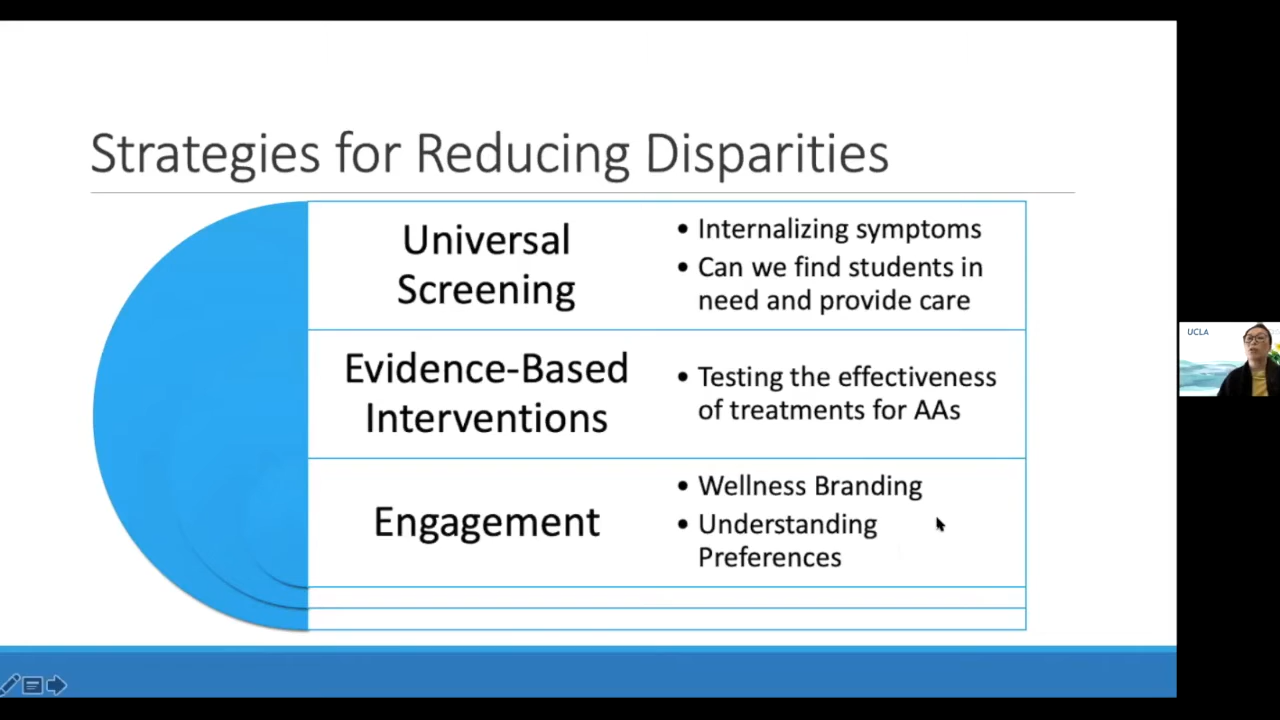 Strategies for Reducing Disparities
Universal
Screening
• Internalizing symptoms
• Can we find students in
need and provide care
Evidence-Based
Interventions
• Testing the effectiveness
of treatments for AAs
Engagement
• Wellness Branding
• Understanding
Preferences
UCLA